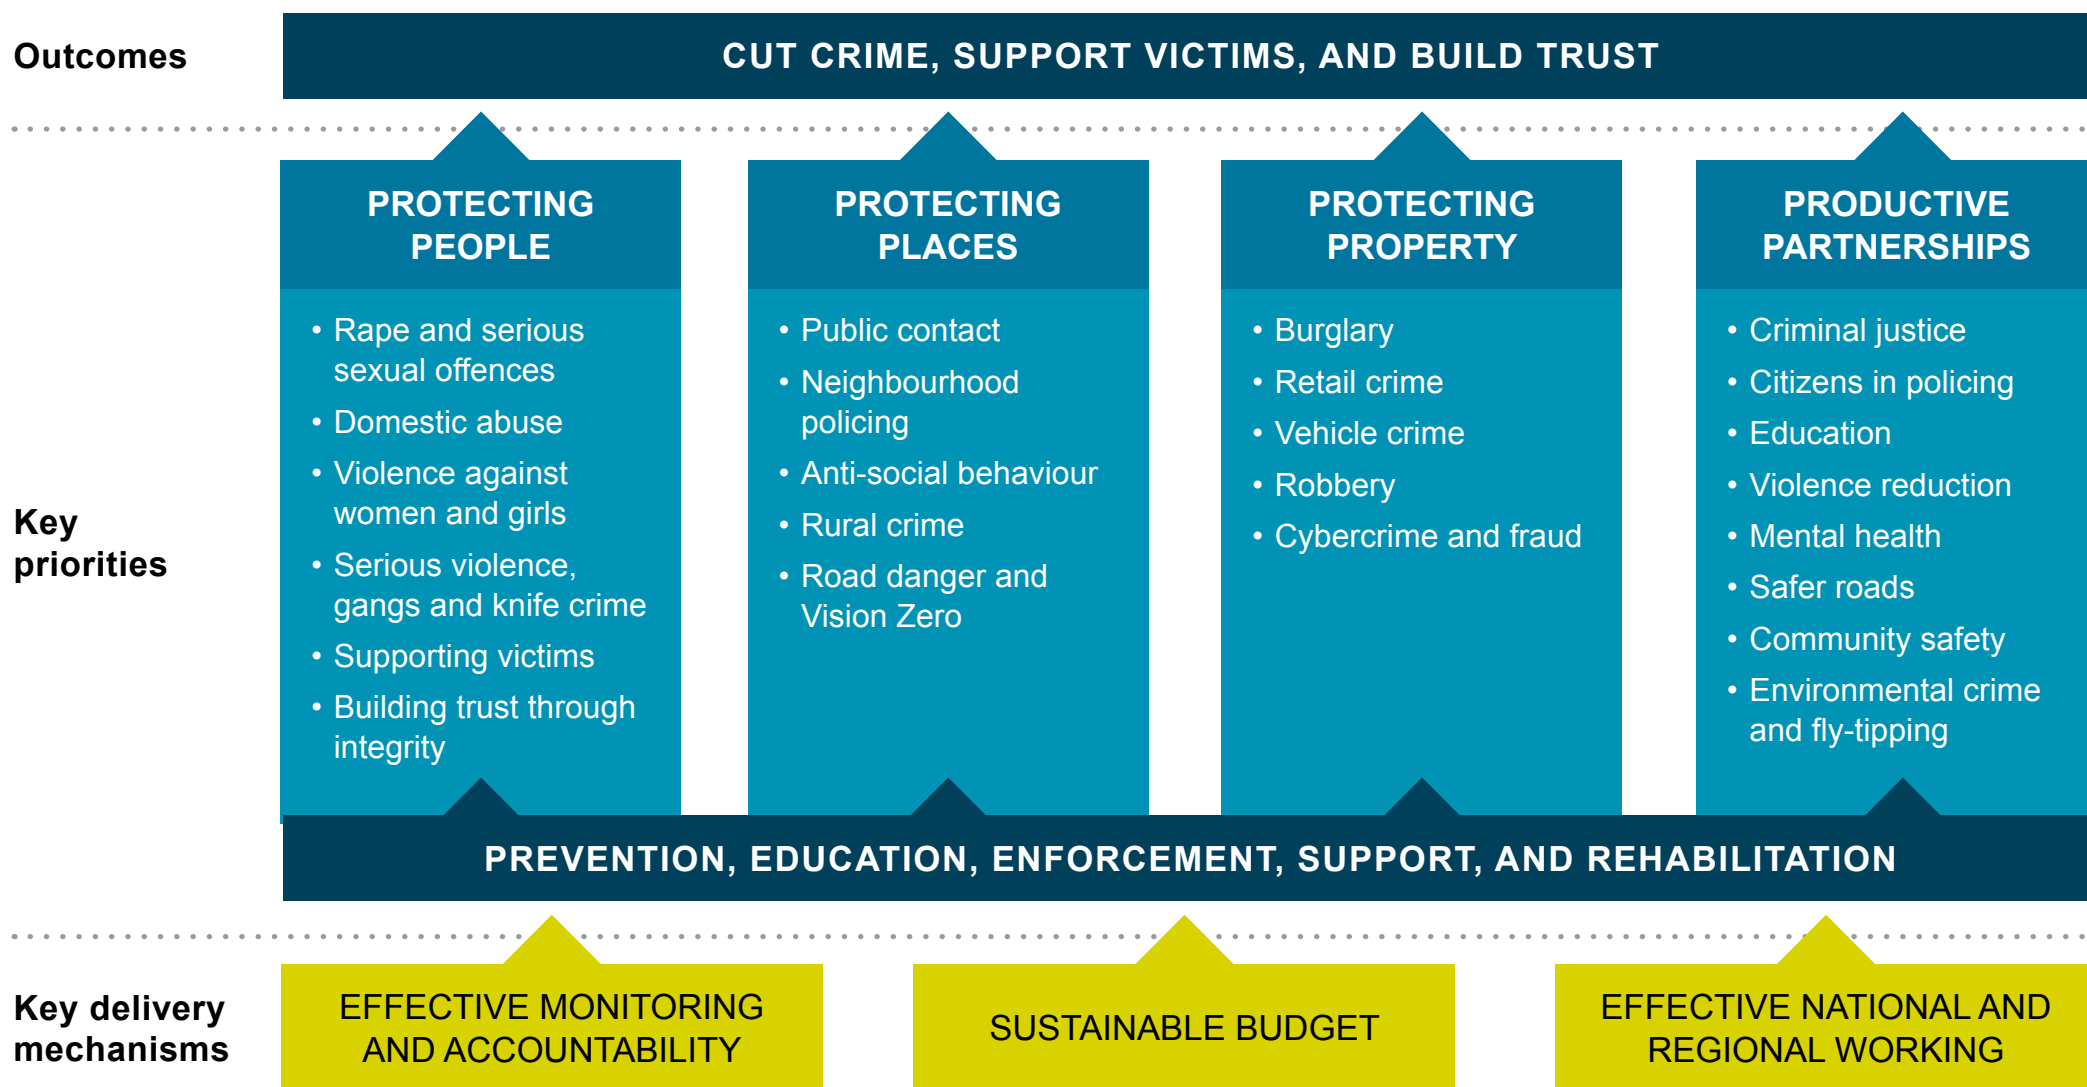 Outcomes
CUT CRIME, SUPPORT VICTIMS, AND BUILD TRUST
Key
priorities
PROTECTING
PEOPLE
• Rape and serious
sexual offences
• Domestic abuse
• Violence against
women and girls
• Serious violence,
gangs and knife crime
• Supporting victims
• Building trust through
integrity
PROTECTING
PLACES
• Public contact
• Neighbourhood
policing
• Anti-social behaviour
• Rural crime
• Road danger and
Vision Zero
PROTECTING
PROPERTY
• Burglary
• Retail crime
• Vehicle crime
• Robbery
• Cybercrime and fraud
PRODUCTIVE
PARTNERSHIPS
• Criminal justice
• Citizens in policing
• Education
• Violence reduction
• Mental health
• Safer roads
• Community safety
• Environmental crime
and fly-tipping
PREVENTION, EDUCATION, ENFORCEMENT, SUPPORT, AND REHABILITATION
Key delivery
mechanisms
EFFECTIVE MONITORING
AND ACCOUNTABILITY
SUSTAINABLE BUDGET
EFFECTIVE NATIONAL AND
REGIONAL WORKING